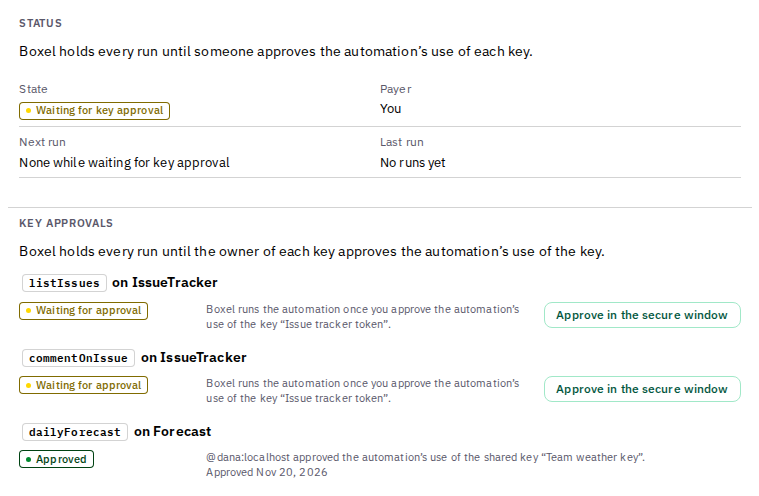 STATUS
Boxel holds every run until someone approves the automation's use of each key.
State
Payer
Waiting for key approval
You
Next run
Last run
None while waiting for key approval
No runs yet
KEY APPROVALS
Boxel holds every run until the owner of each key approves the automation's use of the key.
listIssues on IssueTracker
Waiting for approval
Boxel runs the automation once you approve the automation's
use of the key “Issue tracker token”.
Approve in the secure window
commentOnIssue on IssueTracker
Waiting for approval
Boxel runs the automation once you approve the automation's
use of the key “Issue tracker token”.
Approve in the secure window
dailyForecast on Forecast
Approved
@dana:localhost approved the automation's use of the shared key “Team weather key”.
Approved Nov 20, 2026